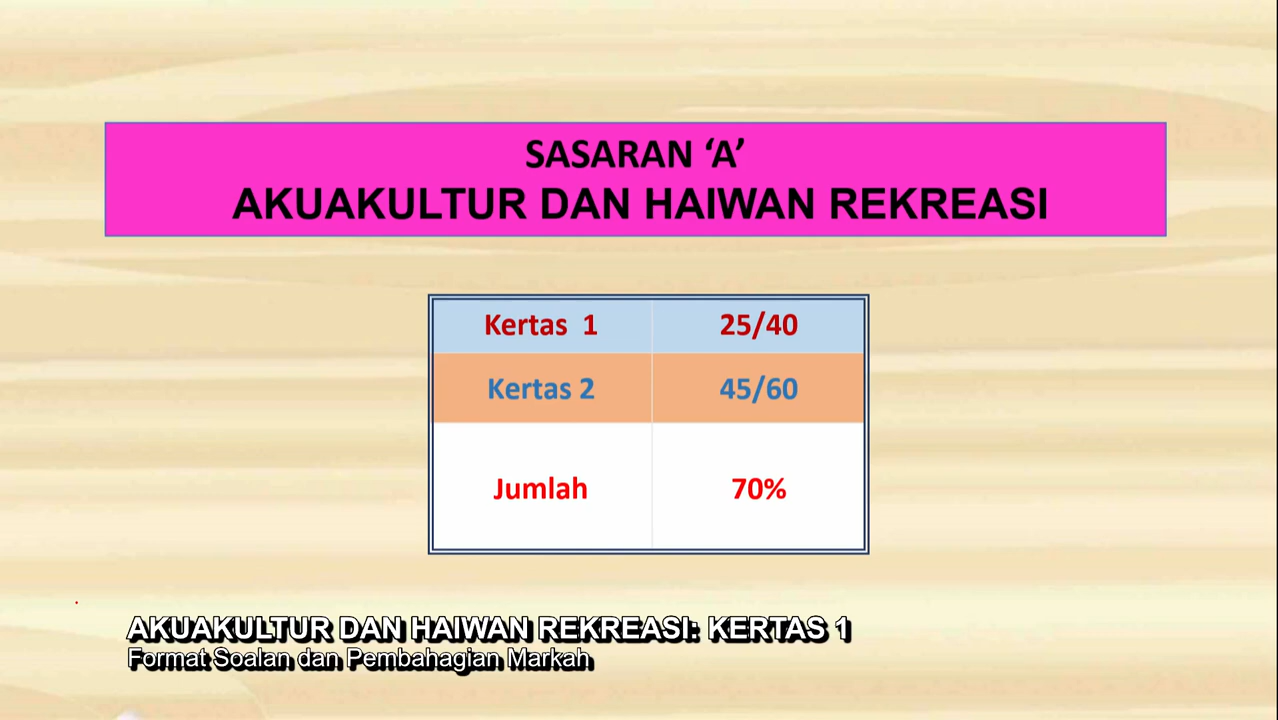 SASARAN ‘A’
AKUAKULTUR DAN HAIWAN REKREASI
Kertas 1 25/40
Kertas 2 45/60
Jumlah 70%
AKUAKULTUR DAN HAIWAN REKREASI: KERTAS 1
Format Soalan dan Pembahagian Markah